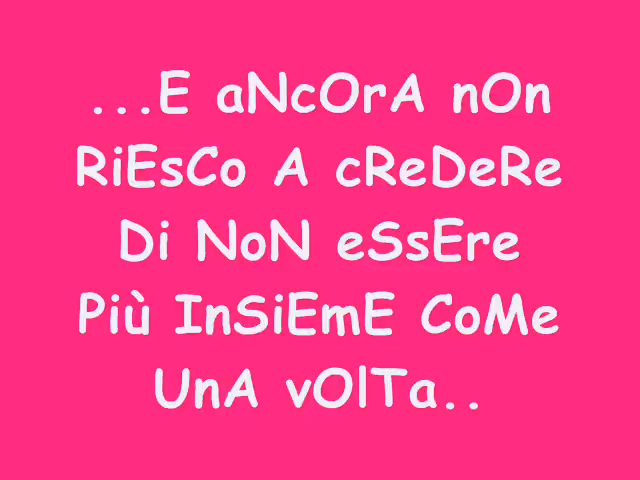 ...E aNcOrA nOn
RiEsCo A cReDeRe
Di NoN eSsEre
Più InSiEmE CoMe
UnA vOlTa..